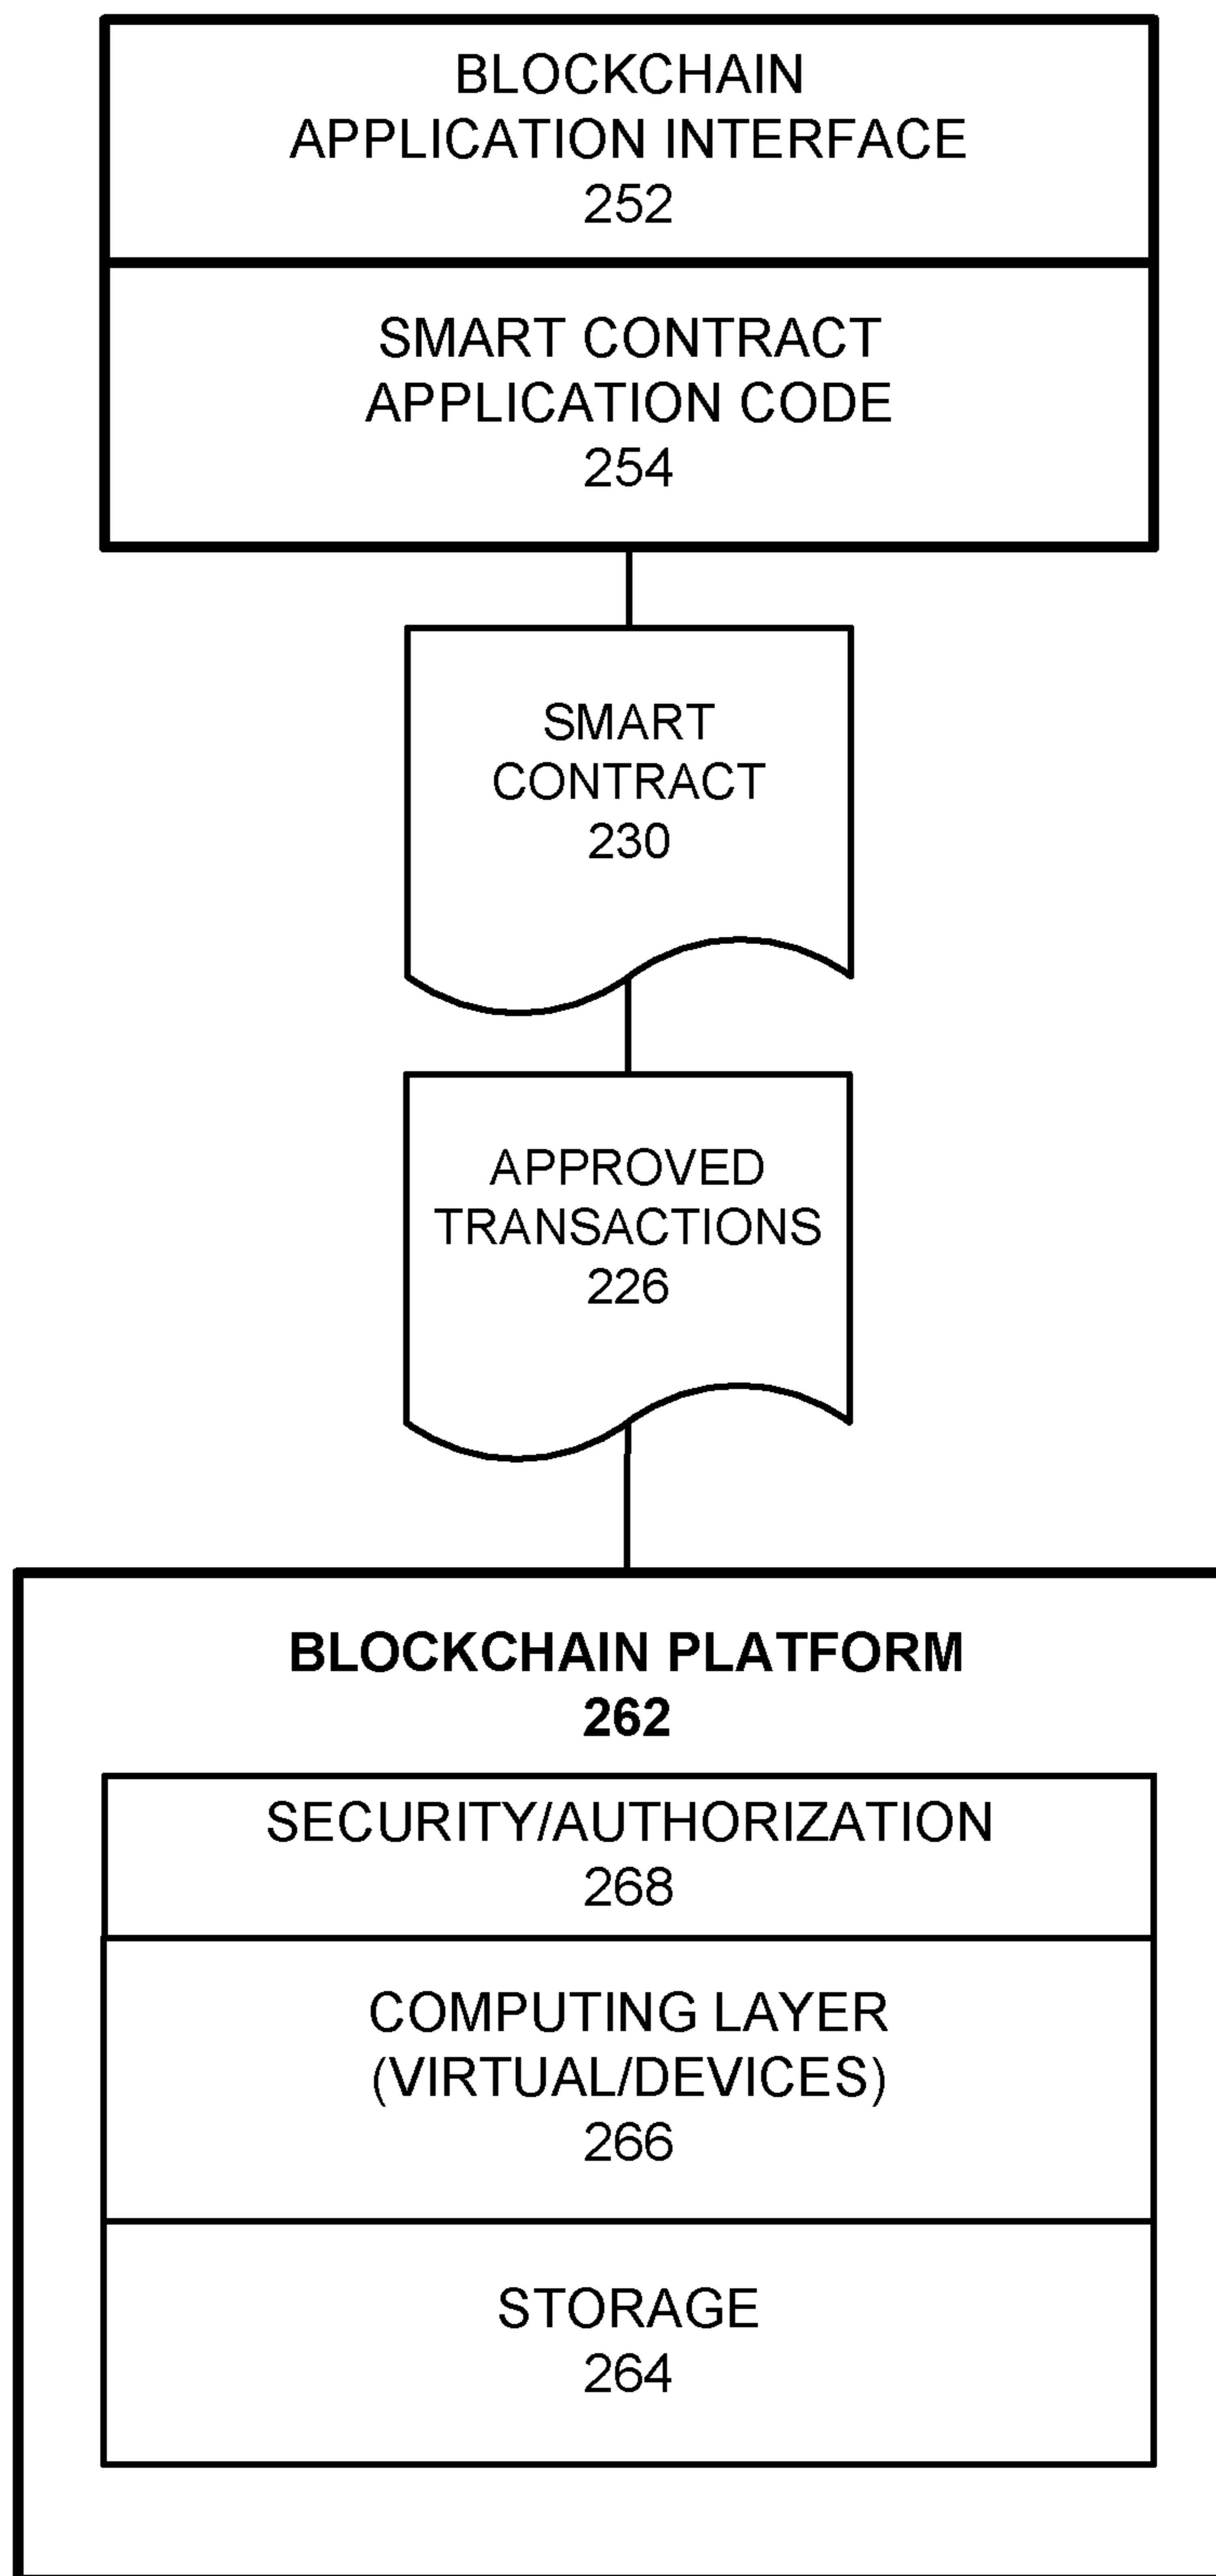 BLOCKCHAIN
APPLICATION INTERFACE
252
SMART CONTRACT
APPLICATION CODE
254
SMART
CONTRACT
230
APPROVED
TRANSACTIONS
226
BLOCKCHAIN PLATFORM
262
SECURITY/AUTHORIZATION
268
COMPUTING LAYER
(VIRTUAL/DEVICES)
266
STORAGE
264